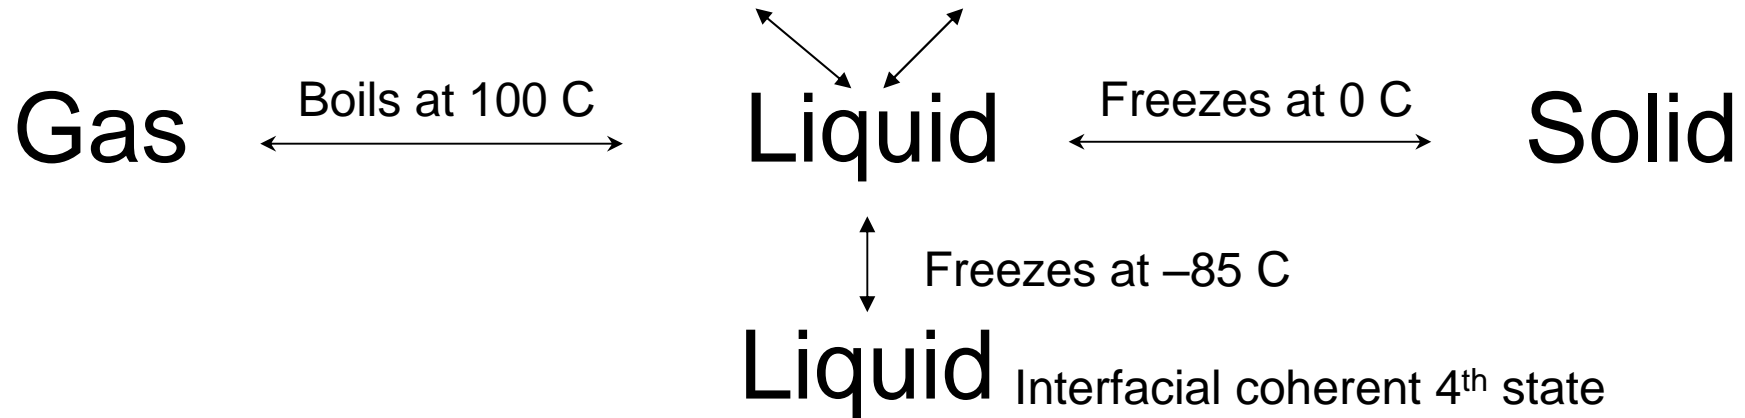 Gas Boils at 100 C Liquid Freezes at 0 C Solid
Freezes at –85 C
Liquid Interfacial coherent 4th state